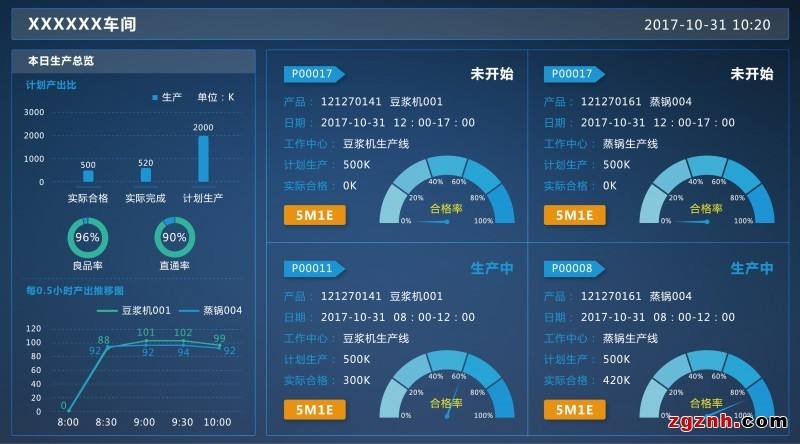 XXXXXX车间
2017-10-31 10:20
本日生产总览
计划产出比
生产 单位：K
3000
2000
1000
0
500
520
2000
实际合格 实际完成 计划生产
96%
90%
良品率
直通率
每0.5小时产出推移图
豆浆机001 蒸锅004
120
100
80
60
40
20
0
0
88
101
102
99
92
92
94
92
8:00 8:30 9:00 9:30 10:00
P00017
未开始
产品： 121270141 豆浆机001
日期： 2017-10-31 12：00-17：00
工作中心： 豆浆机生产线
计划生产： 500K
实际合格： 0K
5M1E
0%
20%
40%
60%
80%
100%
合格率
P00017
未开始
产品： 121270161 蒸锅004
日期： 2017-10-31 12：00-17：00
工作中心： 蒸锅生产线
计划生产： 500K
实际合格： 0K
5M1E
0%
20%
40%
60%
80%
100%
合格率
P00011
生产中
产品： 121270141 豆浆机001
日期： 2017-10-31 08：00-12：00
工作中心： 豆浆机生产线
计划生产： 500K
实际合格： 300K
5M1E
0%
20%
40%
60%
80%
100%
合格率
P00008
生产中
产品： 121270161 蒸锅004
日期： 2017-10-31 08：00-12：00
工作中心： 蒸锅生产线
计划生产： 500K
实际合格： 420K
5M1E
0%
20%
40%
60%
80%
100%
合格率
zgznh.com